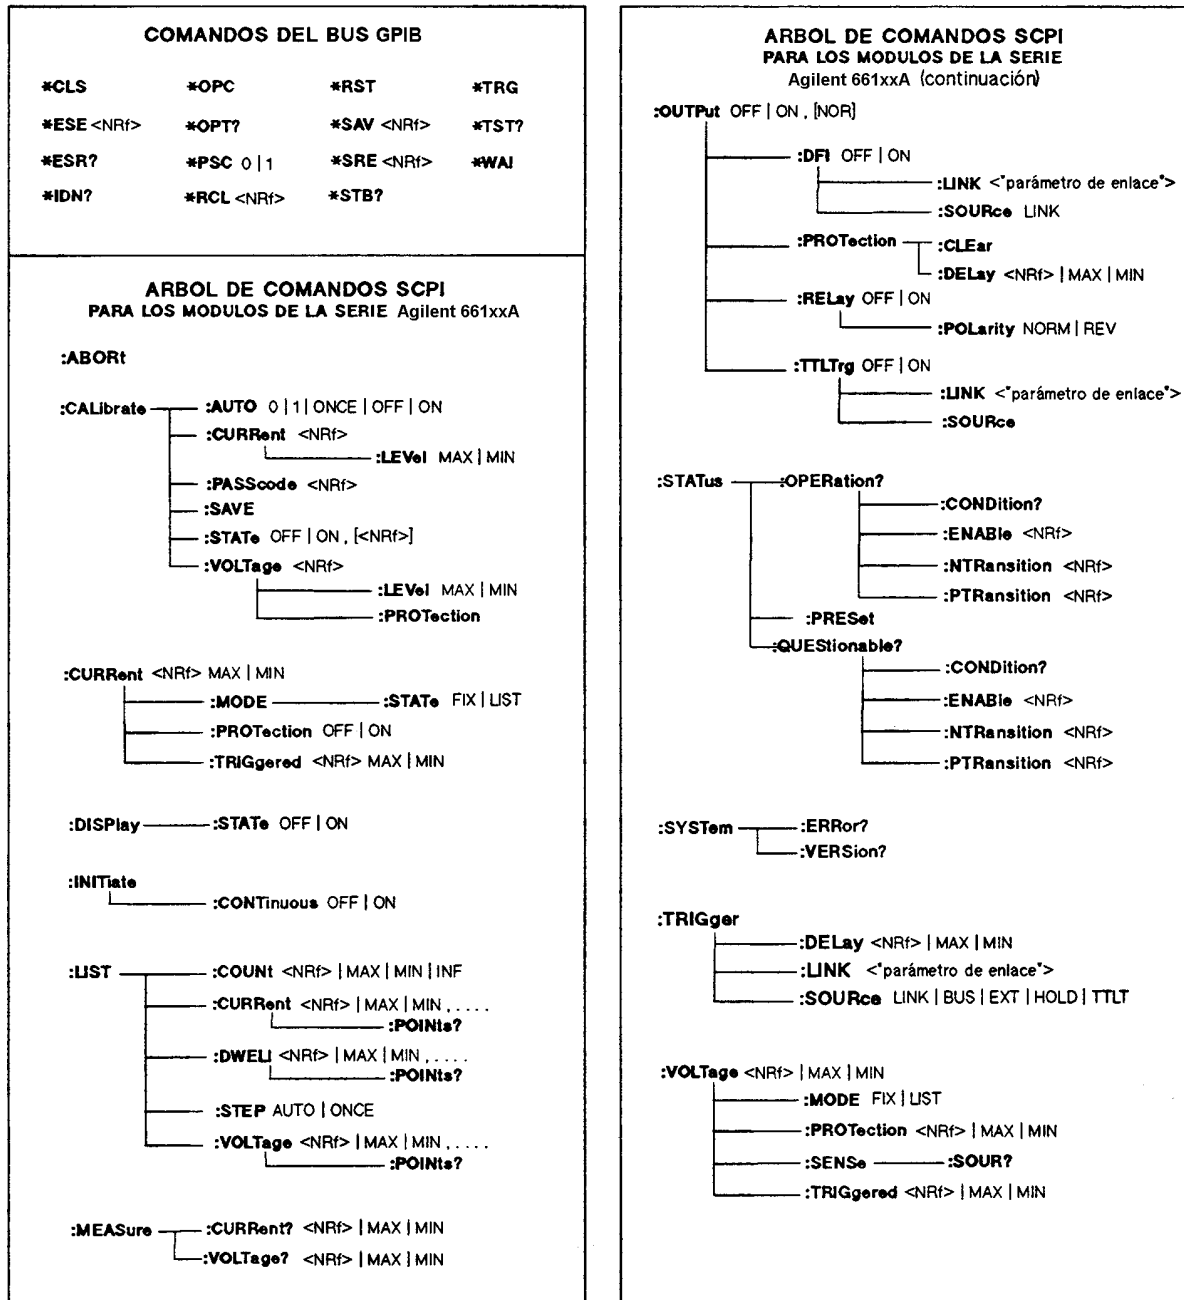 COMANDOS DEL BUS GPIB
*CLS *OPC *RST *TRG
*ESE <NRf> *OPT? *SAV <NRf> *TST?
*ESR? *PSC 0 | 1 *SRE <NRf> *WAI
*IDN? *RCL <NRf> *STB?
ARBOL DE COMANDOS SCPI
PARA LOS MODULOS DE LA SERIE Agilent 661xxA
:ABORt
:CALibrate :AUTO 0 | 1 | ONCE | OFF | ON
:CURRent <NRf>
:LEVel MAX | MIN
:PASScode <NRf>
:SAVE
:STATe OFF | ON , [<NRf>]
:VOLTage <NRf>
:LEVel MAX | MIN
:PROTection
:CURRent <NRf> MAX | MIN
:MODE :STATe FIX | LIST
:PROTection OFF | ON
:TRIGgered <NRf> MAX | MIN
:DISPlay :STATe OFF | ON
:INITiate
:CONTinuous OFF | ON
:LIST :COUNt <NRf> | MAX | MIN | INF
:CURRent <NRf> | MAX | MIN , . . . .
:POINts?
:DWELl <NRf> | MAX | MIN , . . . .
:POINts?
:STEP AUTO | ONCE
:VOLTage <NRf> | MAX | MIN , . . . .
:POINts?
:MEASure :CURRent? <NRf> | MAX | MIN
:VOLTage? <NRf> | MAX | MIN
ARBOL DE COMANDOS SCPI
PARA LOS MODULOS DE LA SERIE
Agilent 661xxA (continuación)
:OUTPut OFF | ON , [NOR]
:DFI OFF | ON
:LINK <"parámetro de enlace">
:SOURce LINK
:PROTection :CLEar
:DELay <NRf> | MAX | MIN
:RELay OFF | ON
:POLarity NORM | REV
:TTLTrg OFF | ON
:LINK <"parámetro de enlace">
:SOURce
:STATus :OPERation?
:CONDition?
:ENABle <NRf>
:NTRansition <NRf>
:PTRansition <NRf>
:PRESet
:QUEStionable?
:CONDition?
:ENABle <NRf>
:NTRansition <NRf>
:PTRansition <NRf>
:SYSTem :ERRor?
:VERSion?
:TRIGger
:DELay <NRf> | MAX | MIN
:LINK <"parámetro de enlace">
:SOURce LINK | BUS | EXT | HOLD | TTLT
:VOLTage <NRf> | MAX | MIN
:MODE FIX | LIST
:PROTection <NRf> | MAX | MIN
:SENSe :SOUR?
:TRIGgered <NRf> | MAX | MIN